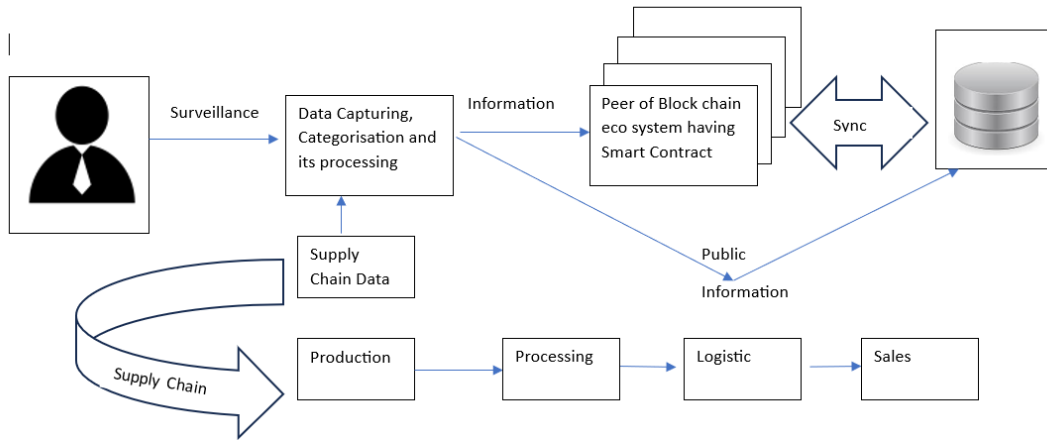 Surveillance
Data Capturing,
Categorisation and
its processing
Information
Peer of Block chain
eco system having
Smart Contract
Sync
Supply
Chain Data
Public
Information
Supply Chain
Production
Processing
Logistic
Sales